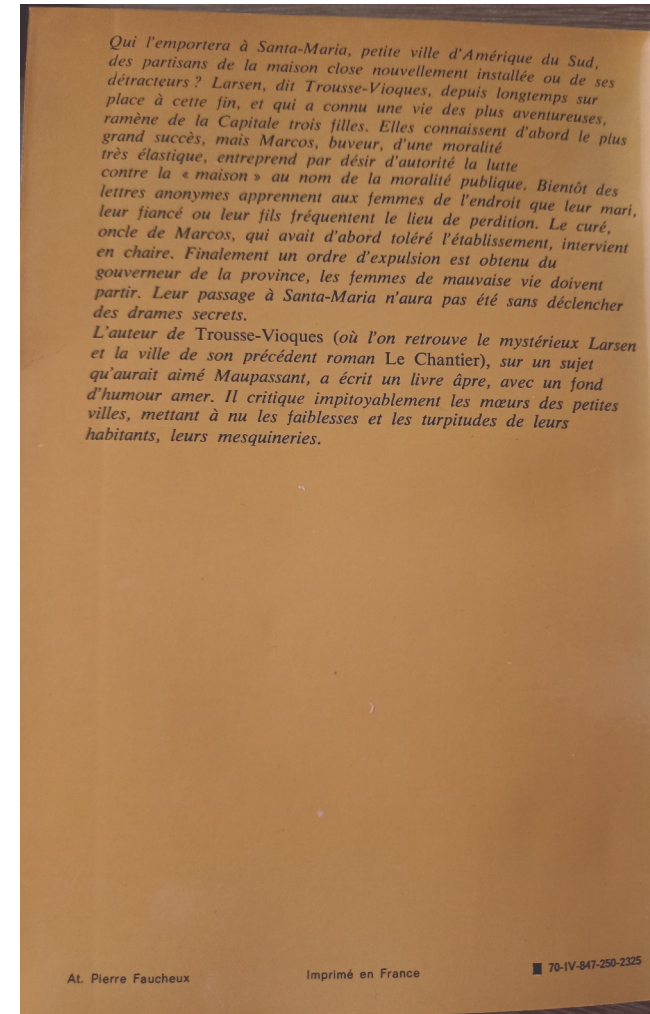 Qui l'emportera à Santa-Maria, petite ville d'Amérique du Sud,
des partisans de la maison close nouvellement installée ou de ses
détracteurs ? Larsen, dit Trousse-Vioques, depuis longtemps sur
place à cette fin, et qui a connu une vie des plus aventureuses,
ramène de la Capitale trois filles. Elles connaissent d'abord le plus
grand succès, mais Marcos, buveur, d'une moralité
très élastique, entreprend par désir d'autorité la lutte
contre la « maison » au nom de la moralité publique. Bientôt des
lettres anonymes apprennent aux femmes de l'endroit que leur mari,
leur fiancé ou leur fils fréquentent le lieu de perdition. Le curé,
oncle de Marcos, qui avait d'abord toléré l'établissement, intervient
en chaire. Finalement un ordre d'expulsion est obtenu du
gouverneur de la province, les femmes de mauvaise vie doivent
partir. Leur passage à Santa-Maria n'aura pas été sans déclencher
des drames secrets.
L'auteur de Trousse-Vioques (où l'on retrouve le mystérieux Larsen
et la ville de son précédent roman Le Chantier), sur un sujet
qu'aurait aimé Maupassant, a écrit un livre âpre, avec un fond
d'humour amer. Il critique impitoyablement les mœurs des petites
villes, mettant à nu les faiblesses et les turpitudes de leurs
habitants, leurs mesquineries.
At. Pierre Faucheux
Imprimé en France
70-IV-847-250-2325